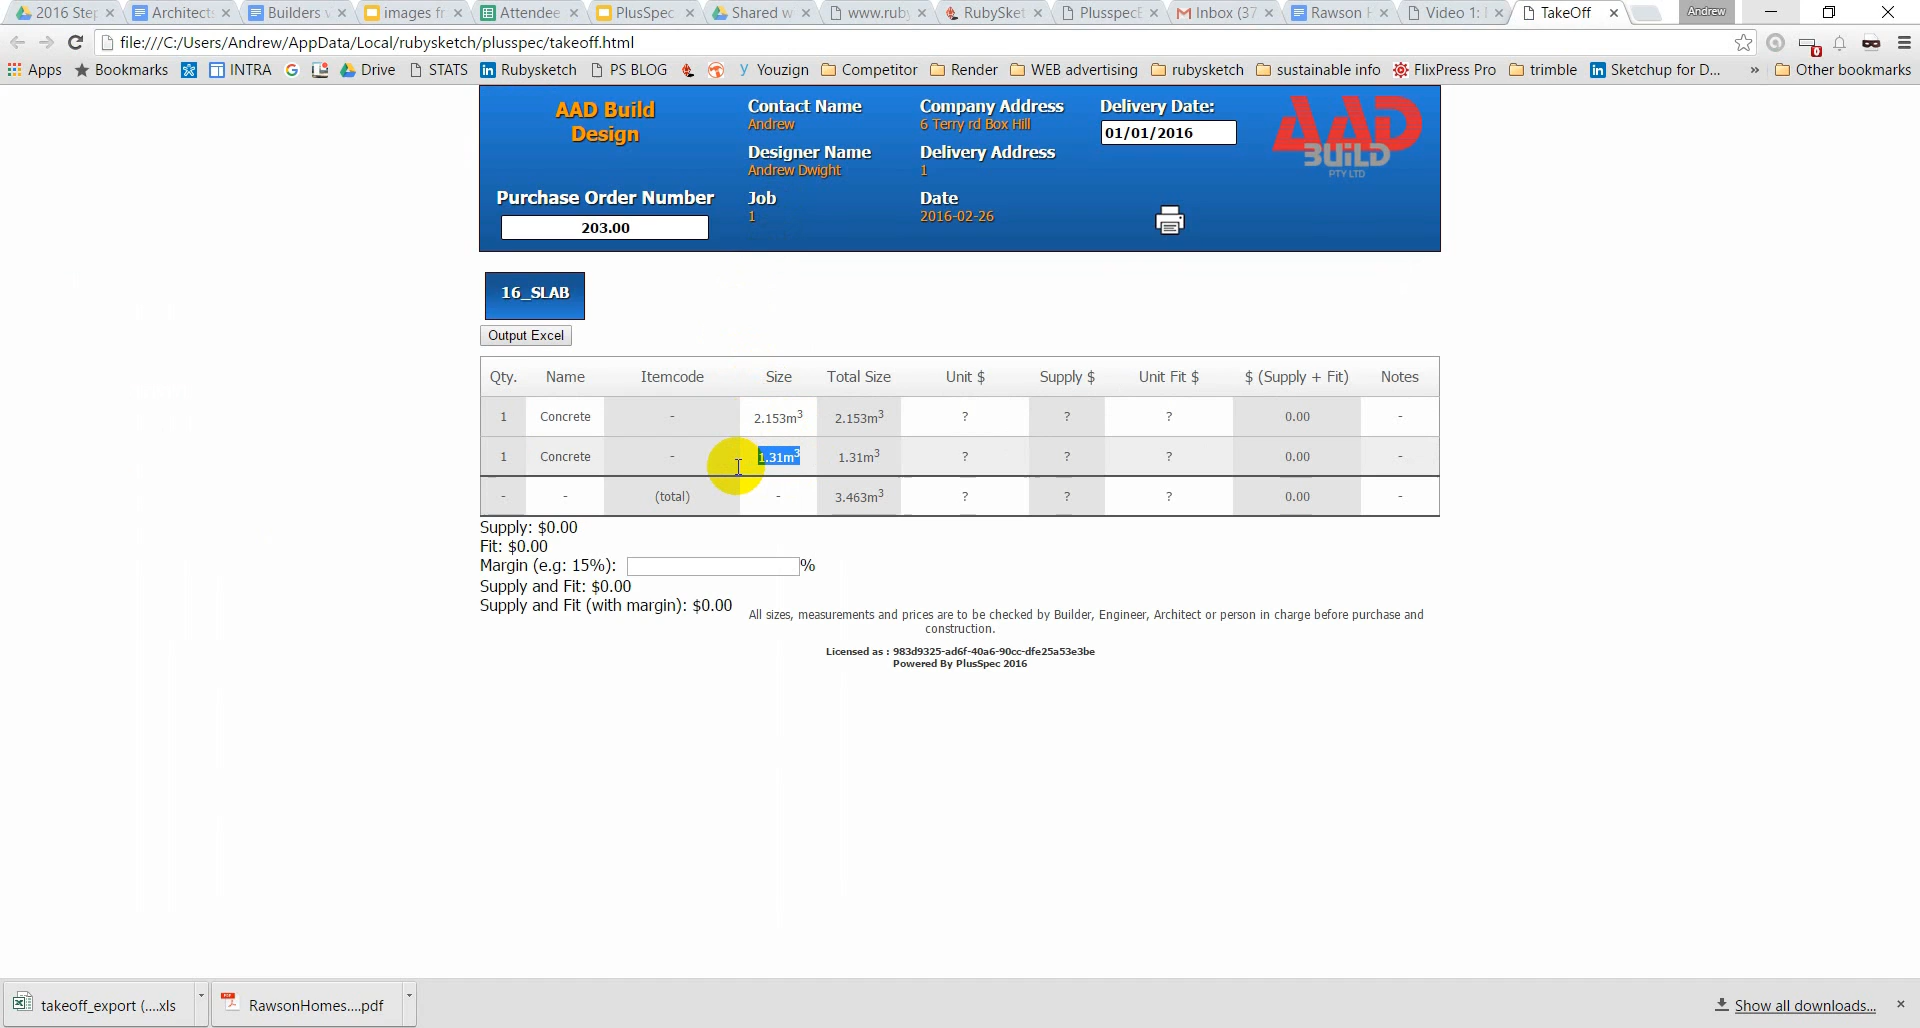 2016 Step
Architect
Builders v
images fr
Attendee
PlusSpec
Shared w
www.ruby
RubySket
PlusspecE
Inbox (37
Rawson H
Video 1:
TakeOff
Andrew
file:///C:/Users/Andrew/AppData/Local/rubysketch/plusspec/takeoff.html
Apps Bookmarks INTRA Drive STATS Rubysketch PS BLOG Youzign Competitor Render WEB advertising rubysketch sustainable info FlixPress Pro trimble Sketchup for D... » Other bookmarks
AAD Build
Design
Purchase Order Number
203.00
Contact Name
Andrew
Designer Name
Andrew Dwight
Job
1
Company Address
6 Terry rd Box Hill
Delivery Address
1
Date
2016-02-26
Delivery Date:
01/01/2016
AAD
BUILD
PTY LTD
16_SLAB
Output Excel
Qty. Name Itemcode Size Total Size Unit $ Supply $ Unit Fit $ $ (Supply + Fit) Notes
1 Concrete - 2.153m³ 2.153m³ ? ? ? 0.00 -
1 Concrete - 1.31m³ 1.31m³ ? ? ? 0.00 -
- - (total) - 3.463m³ ? ? ? 0.00 -
Supply: $0.00
Fit: $0.00
Margin (e.g: 15%): %
Supply and Fit: $0.00
Supply and Fit (with margin): $0.00
All sizes, measurements and prices are to be checked by Builder, Engineer, Architect or person in charge before purchase and
construction.
Licensed as : 983d9325-ad6f-40a6-90cc-dfe25a53e3be
Powered By PlusSpec 2016
takeoff_export (....xls
RawsonHomes....pdf
Show all downloads...